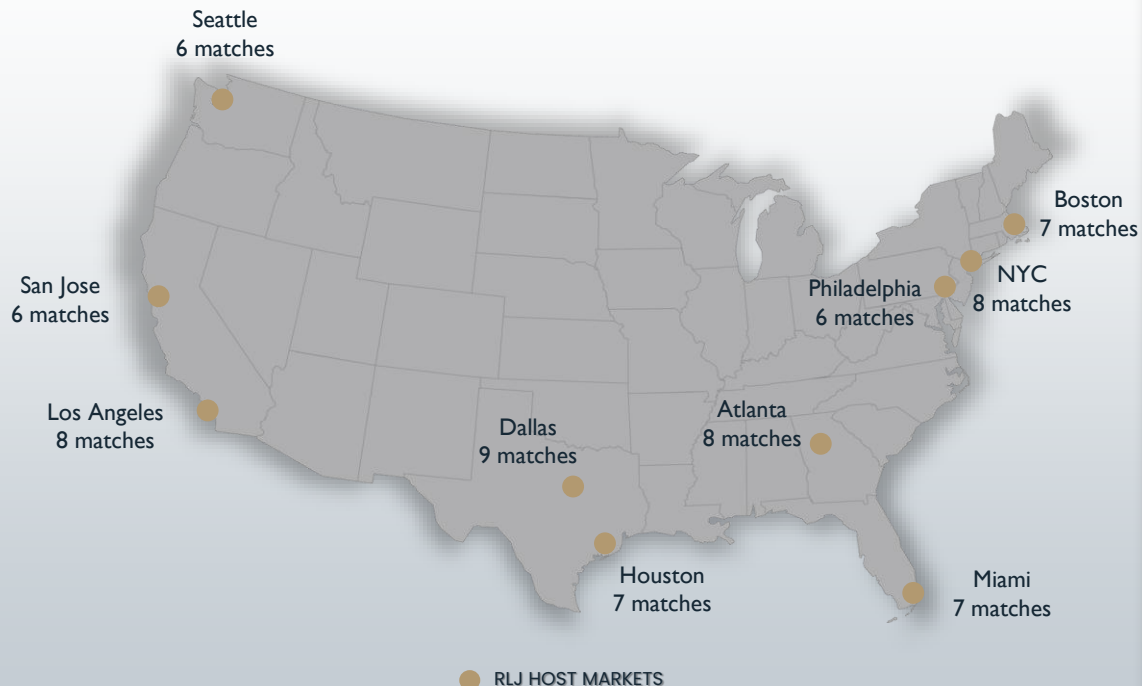 Seattle
6 matches
Boston
7 matches
San Jose
6 matches
Philadelphia
6 matches
NYC
8 matches
Los Angeles
8 matches
Dallas
9 matches
Atlanta
8 matches
Houston
7 matches
Miami
7 matches
RLJ HOST MARKETS